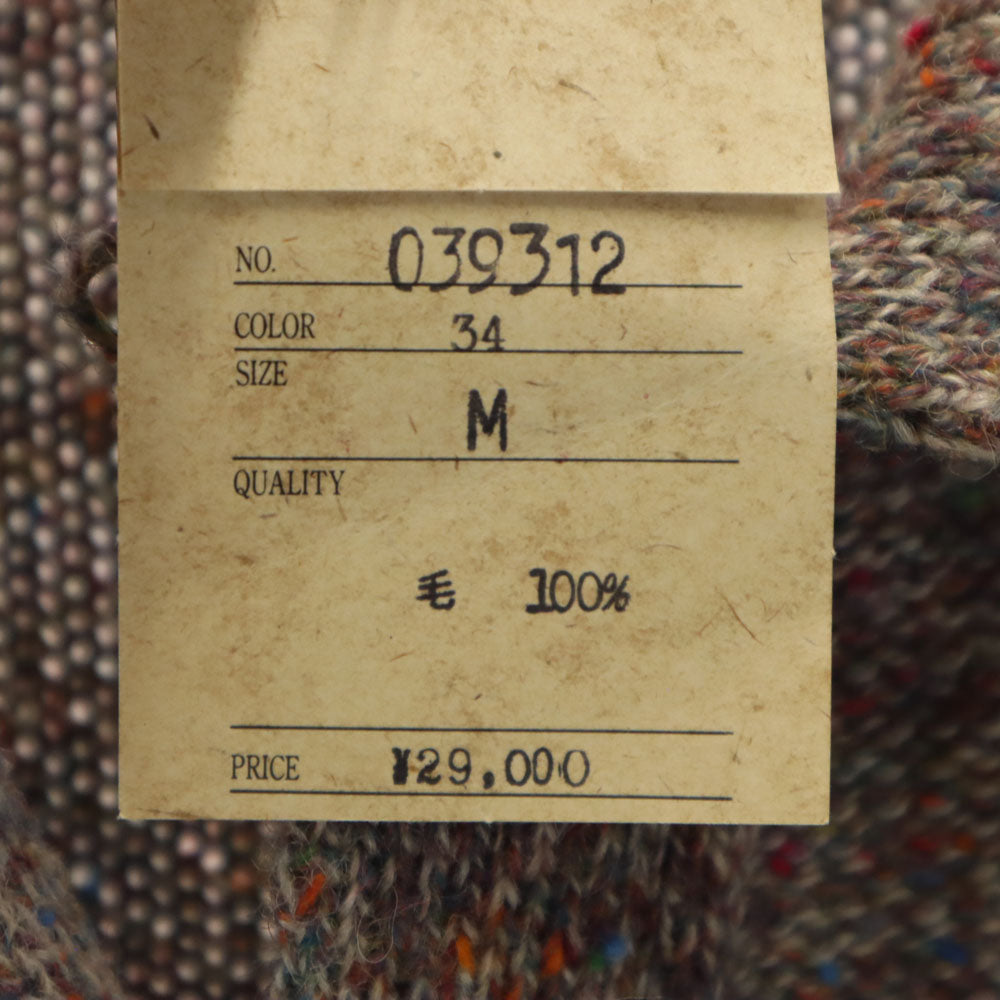 NO. 039312
COLOR 34
SIZE
M
QUALITY
毛 100%
PRICE ¥29,000